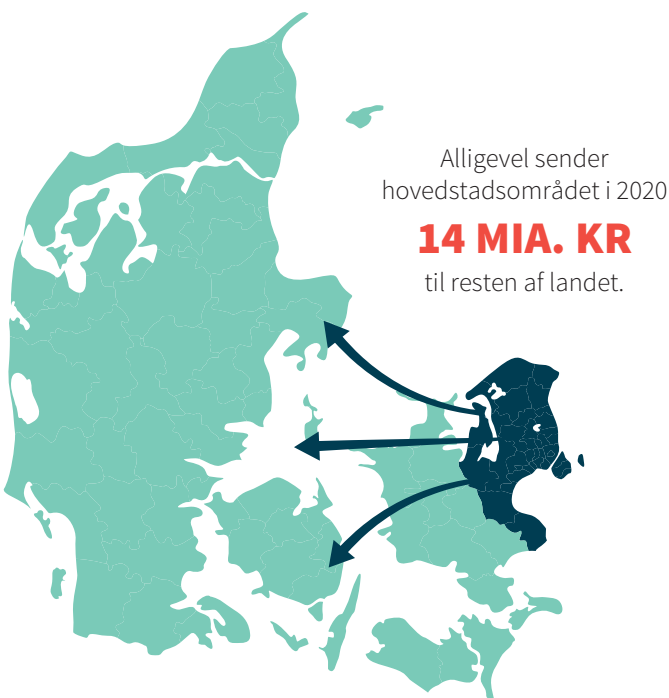 Alligevel sender
hovedstadsområdet i 2020
14 MIA. KR
til resten af landet.